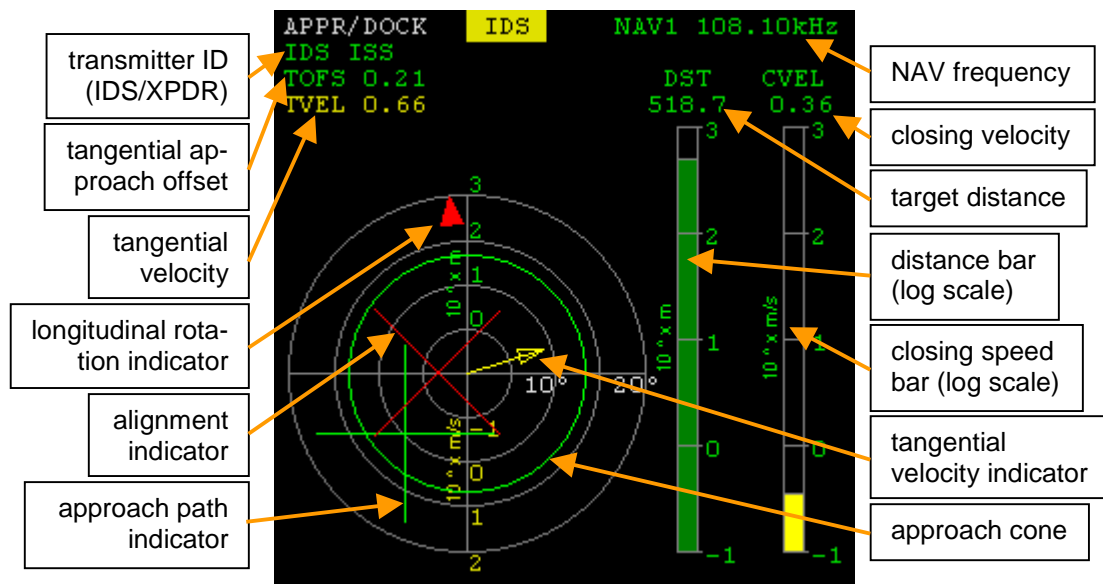 APPR/DOCK IDS NAV1 108.10kHz
IDS ISS
TOFS 0.21
TVEL 0.66
DST CVEL
518.7 0.36
transmitter ID
(IDS/XPDR)
tangential ap-
proach offset
tangential
velocity
longitudinal rota-
tion indicator
alignment
indicator
approach path
indicator
3
2
1
0
10^x m
10°
20°
-1
0
1
2
10^x m/s
3
2
1
0
-1
10^x m
3
2
1
0
-1
10^x m/s
NAV frequency
closing velocity
target distance
distance bar
(log scale)
closing speed
bar (log scale)
tangential
velocity indicator
approach cone